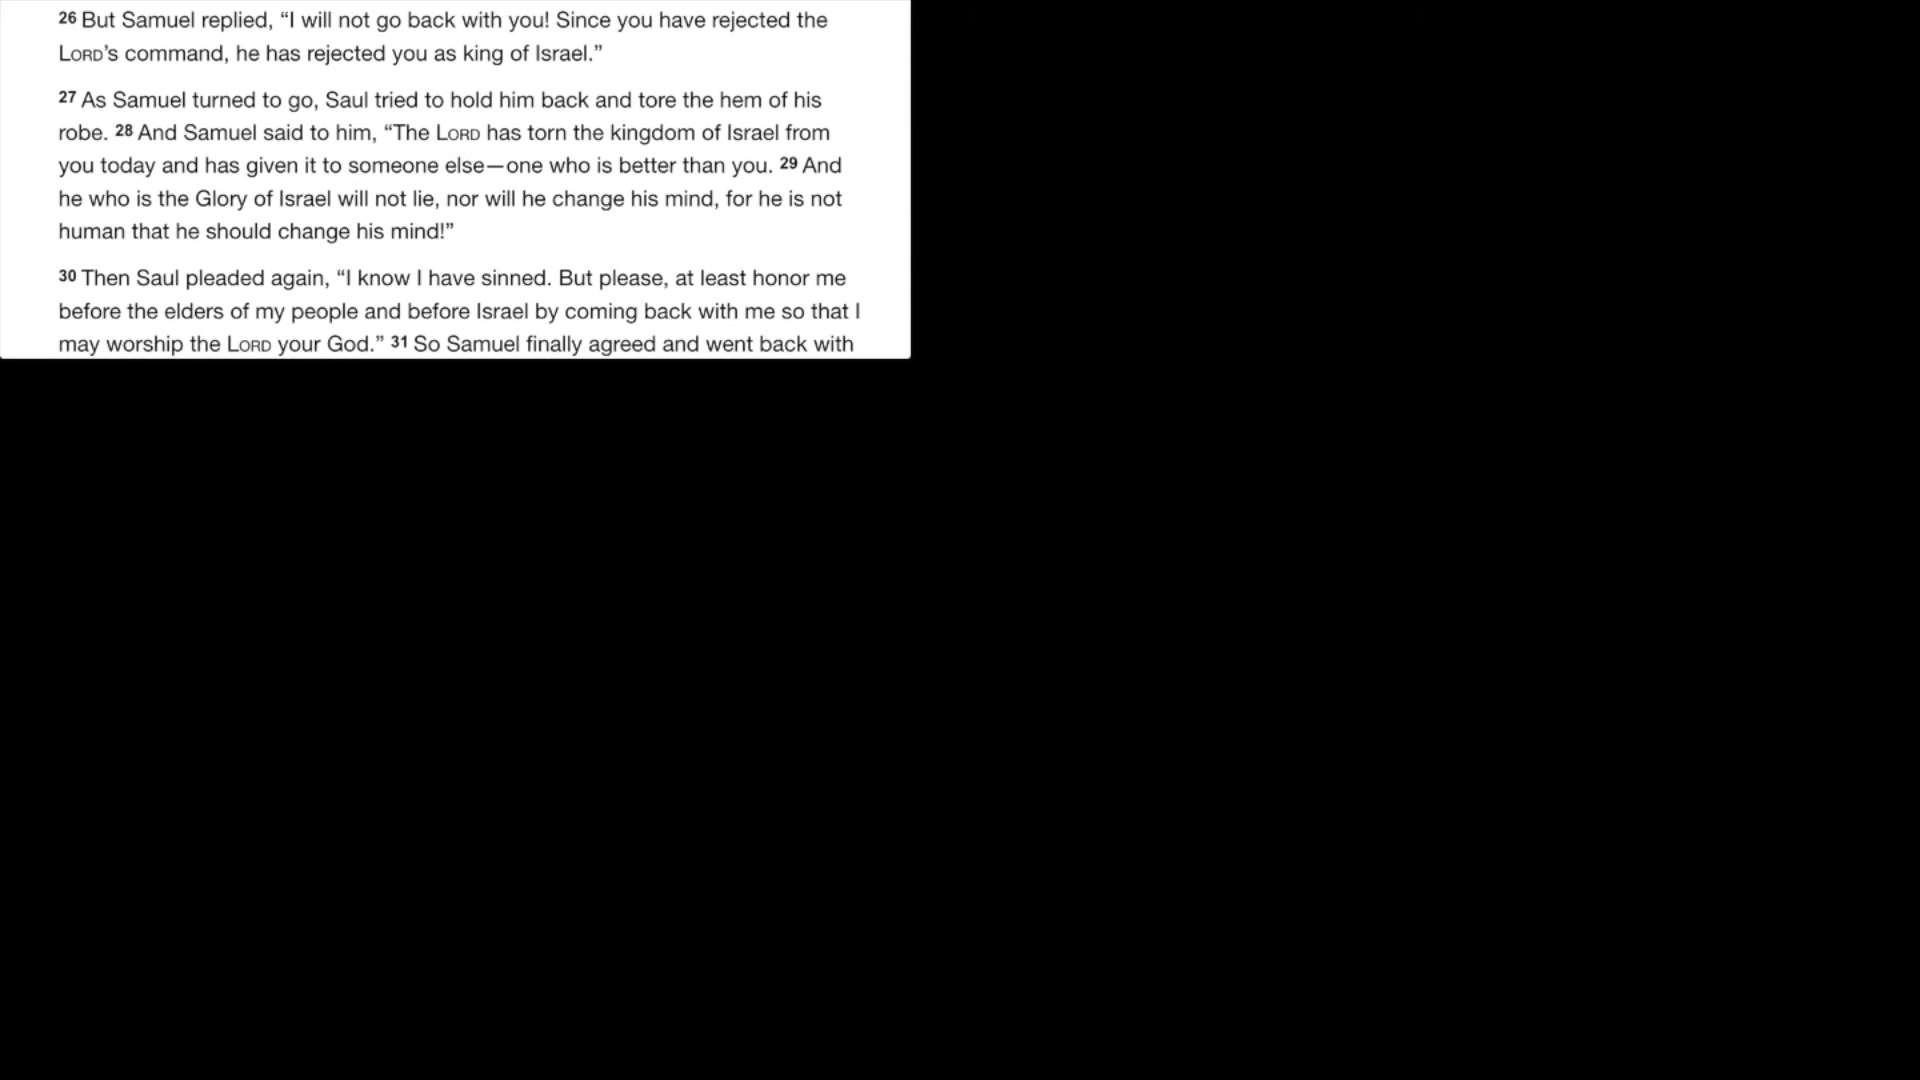 26 But Samuel replied, “I will not go back with you! Since you have rejected the
LORD’s command, he has rejected you as king of Israel.”
27 As Samuel turned to go, Saul tried to hold him back and tore the hem of his
robe. 28 And Samuel said to him, “The LORD has torn the kingdom of Israel from
you today and has given it to someone else—one who is better than you. 29 And
he who is the Glory of Israel will not lie, nor will he change his mind, for he is not
human that he should change his mind!”
30 Then Saul pleaded again, “I know I have sinned. But please, at least honor me
before the elders of my people and before Israel by coming back with me so that I
may worship the LORD your God.” 31 So Samuel finally agreed and went back with